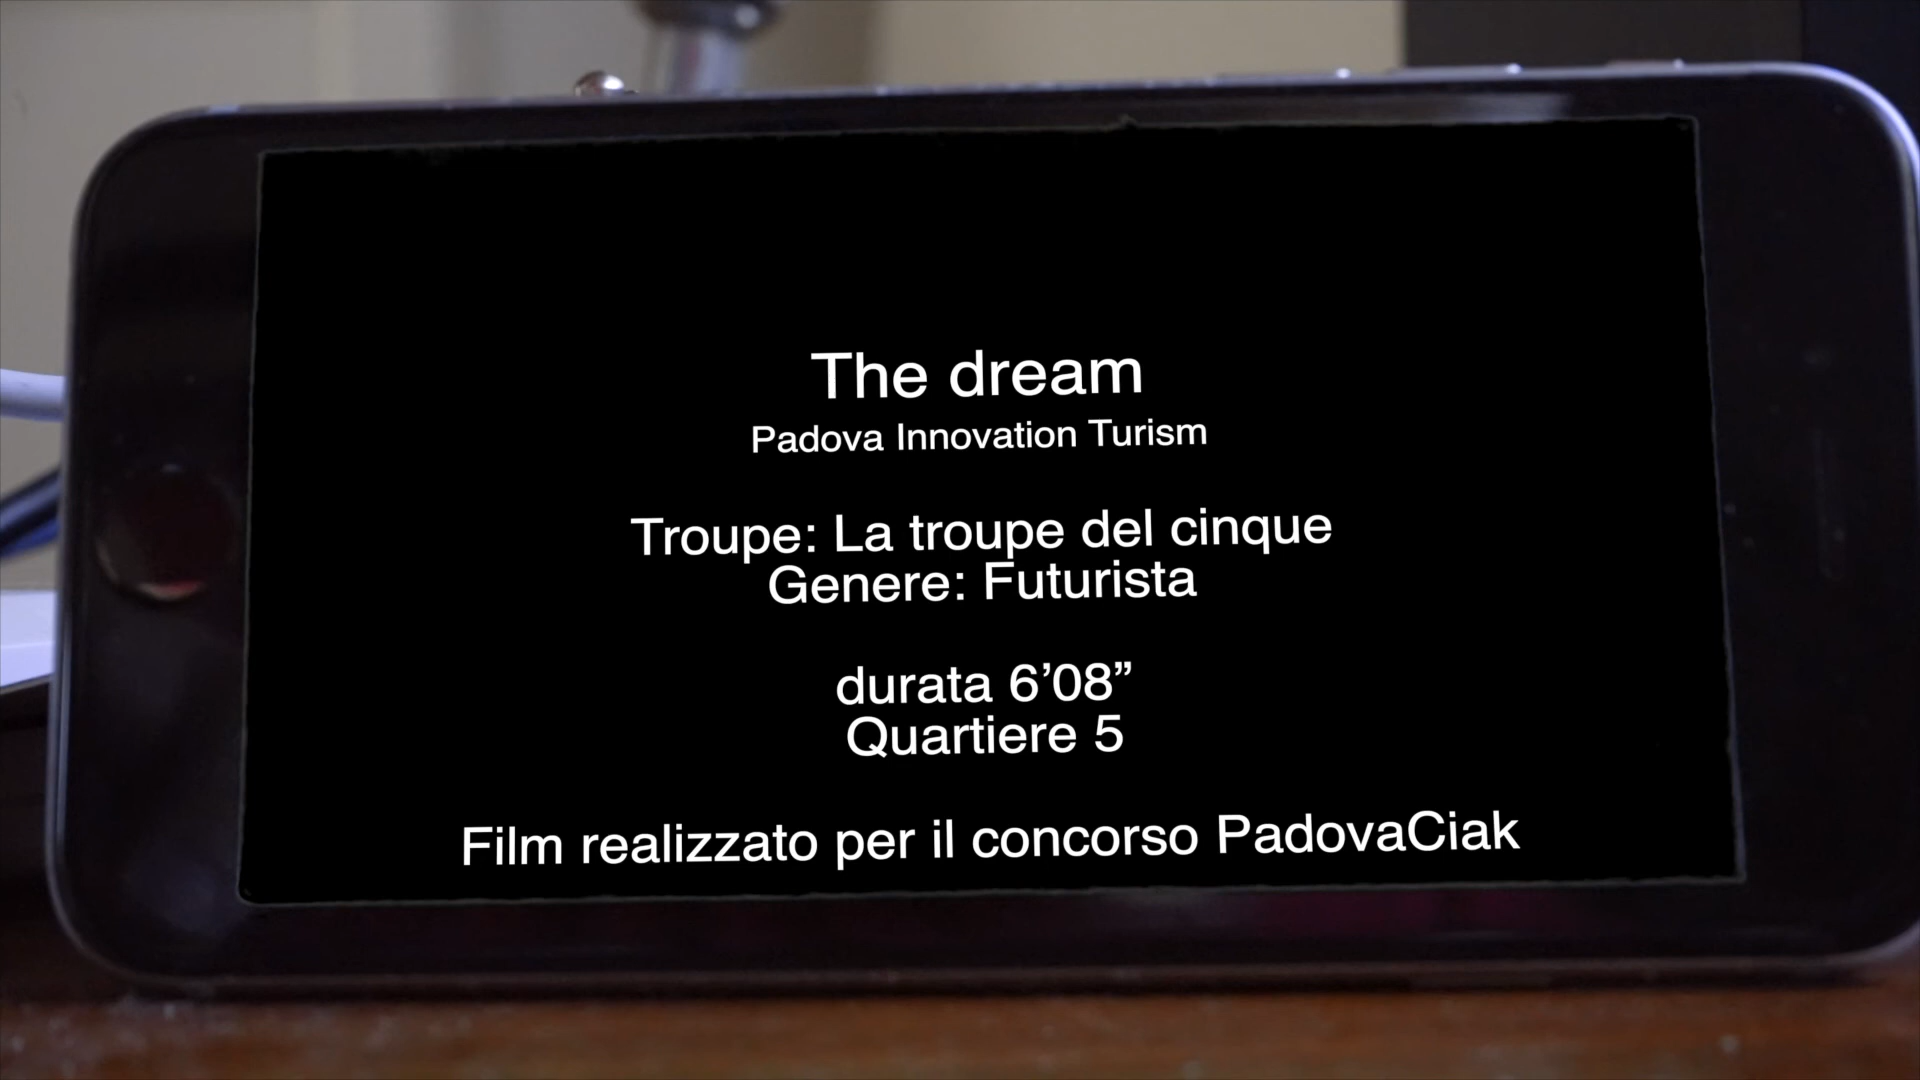 The dream
Padova Innovation Turism
Troupe: La troupe del cinque
Genere: Futurista
durata 6’08”
Quartiere 5
Film realizzato per il concorso PadovaCiak